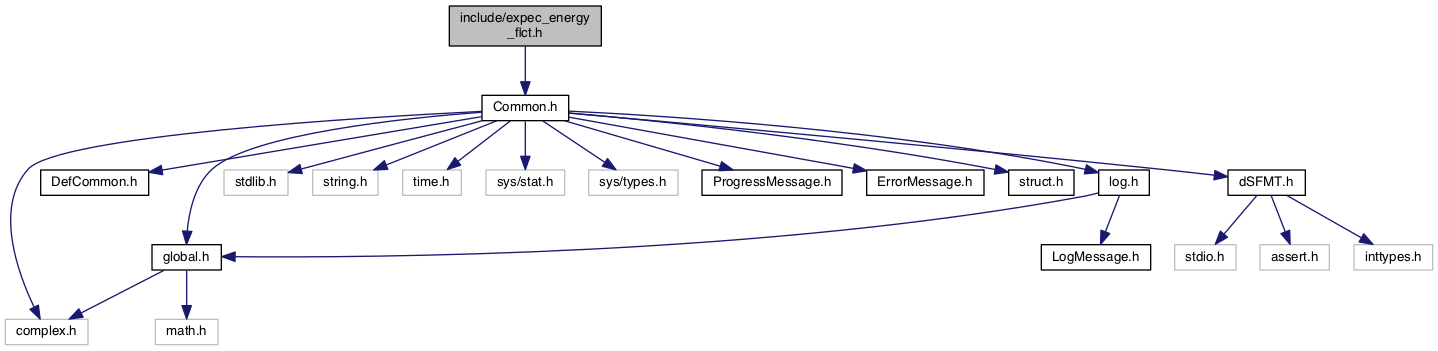 include/expec_energy
_flct.h
Common.h
DefCommon.h
stdlib.h
string.h
time.h
sys/stat.h
sys/types.h
ProgressMessage.h
ErrorMessage.h
struct.h
log.h
dSFMT.h
global.h
LogMessage.h
stdio.h
assert.h
inttypes.h
complex.h
math.h